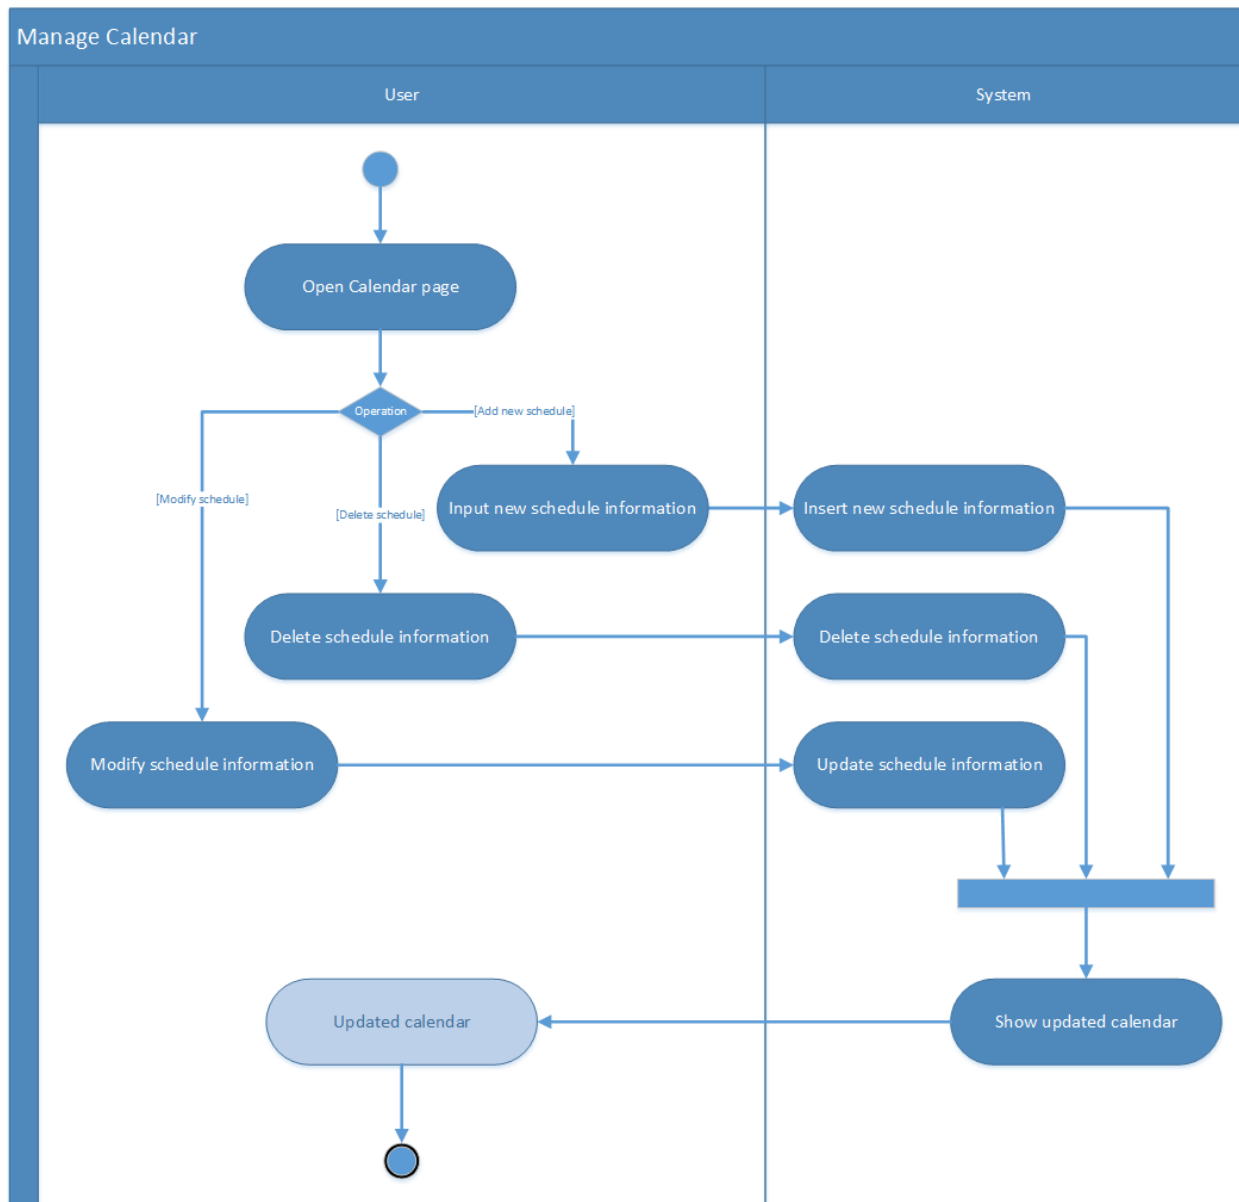 Manage Calendar
User
System
Open Calendar page
Operation
[Add new schedule]
[Modify schedule]
[Delete schedule]
Input new schedule information
Insert new schedule information
Delete schedule information
Delete schedule information
Modify schedule information
Update schedule information
Updated calendar
Show updated calendar